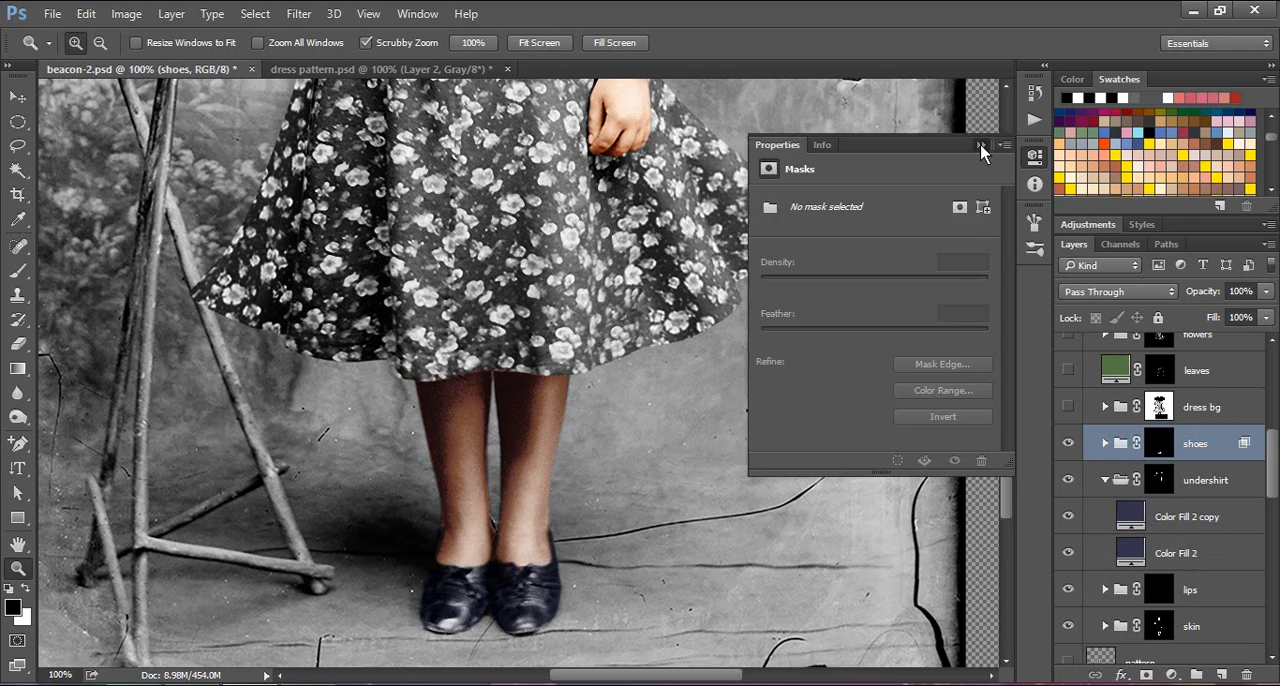 Ps File Edit Image Layer Type Select Filter 3D View Window Help
Resize Windows to Fit Zoom All Windows Scrubby Zoom 100% Fit Screen Fill Screen Essentials
beacon-2.psd @ 100% (shoes, RGB/8) * × dress pattern.psd @ 100% (Layer 2, Gray/8*) * ×
Color Swatches
Properties Info
Masks
No mask selected
Density:
Feather:
Refine:
Mask Edge...
Color Range...
Invert
Adjustments Styles
Layers Channels Paths
Kind
Pass Through Opacity: 100%
Lock: Fill: 100%
flowers
leaves
dress bg
shoes
undershirt
Color Fill 2 copy
Color Fill 2
lips
skin
pattern
fx
100% Doc: 8.98M/454.0M